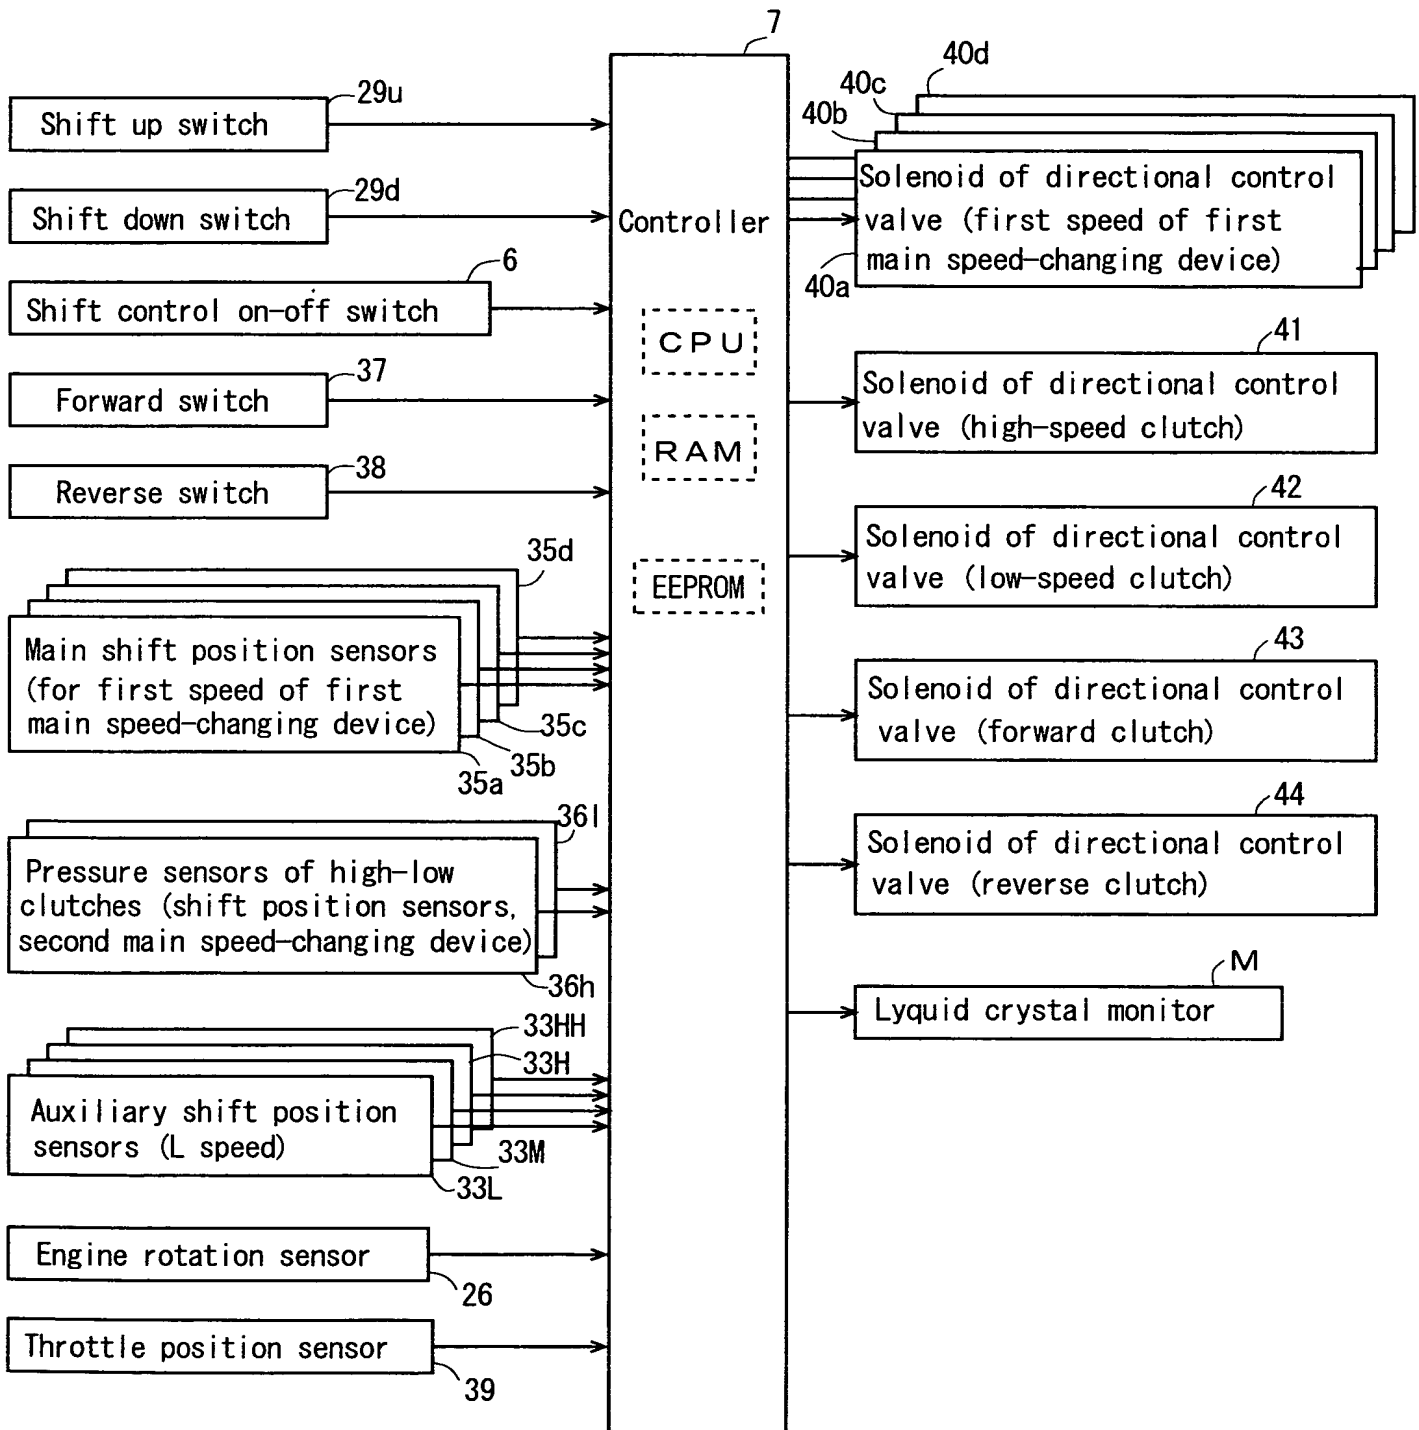 7
29u
Shift up switch
29d
Shift down switch
6
Shift control on-off switch
37
Forward switch
38
Reverse switch
35d
Main shift position sensors
(for first speed of first
main speed-changing device)
35c
35b
35a
36l
Pressure sensors of high-low
clutches (shift position sensors,
second main speed-changing device)
36h
33HH
33H
Auxiliary shift position
sensors (L speed)
33M
33L
Engine rotation sensor
26
Throttle position sensor
39
Controller
CPU
RAM
EEPROM
40d
40c
40b
Solenoid of directional control
valve (first speed of first
main speed-changing device)
40a
41
Solenoid of directional control
valve (high-speed clutch)
42
Solenoid of directional control
valve (low-speed clutch)
43
Solenoid of directional control
valve (forward clutch)
44
Solenoid of directional control
valve (reverse clutch)
M
Lyquid crystal monitor